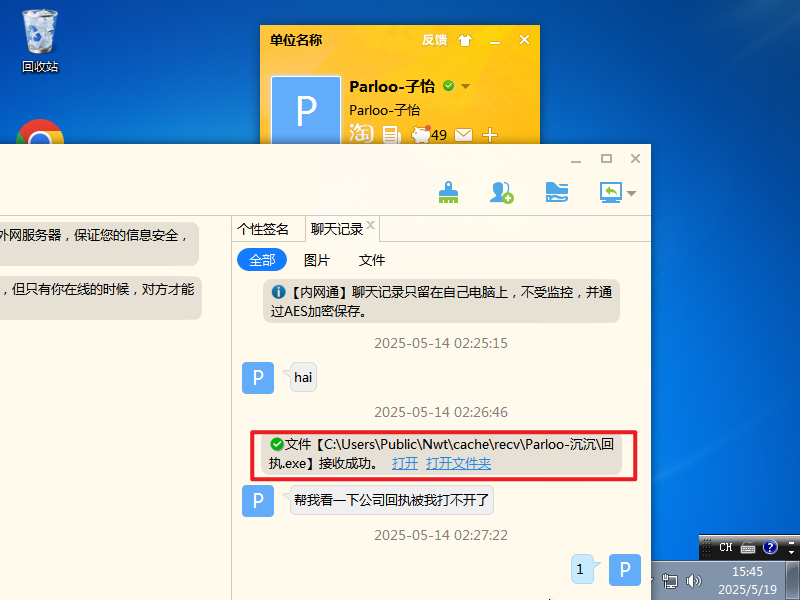 回收站
单位名称
反馈
P
Parloo-子怡
Parloo-子怡
淘
49
外网服务器，保证您的信息安全，
，但只有你在线的时候，对方才能
个性签名
聊天记录
全部
图片
文件
【内网通】聊天记录只留在自己电脑上，不受监控，并通
过AES加密保存。
2025-05-14 02:25:15
P
hai
2025-05-14 02:26:46
文件【C:\Users\Public\Nwt\cache\recv\Parloo-沉沉\回
执.exe】接收成功。 打开 打开文件夹
P
帮我看一下公司回执被我打不开了
2025-05-14 02:27:22
1
P
CH
15:45
2025/5/19